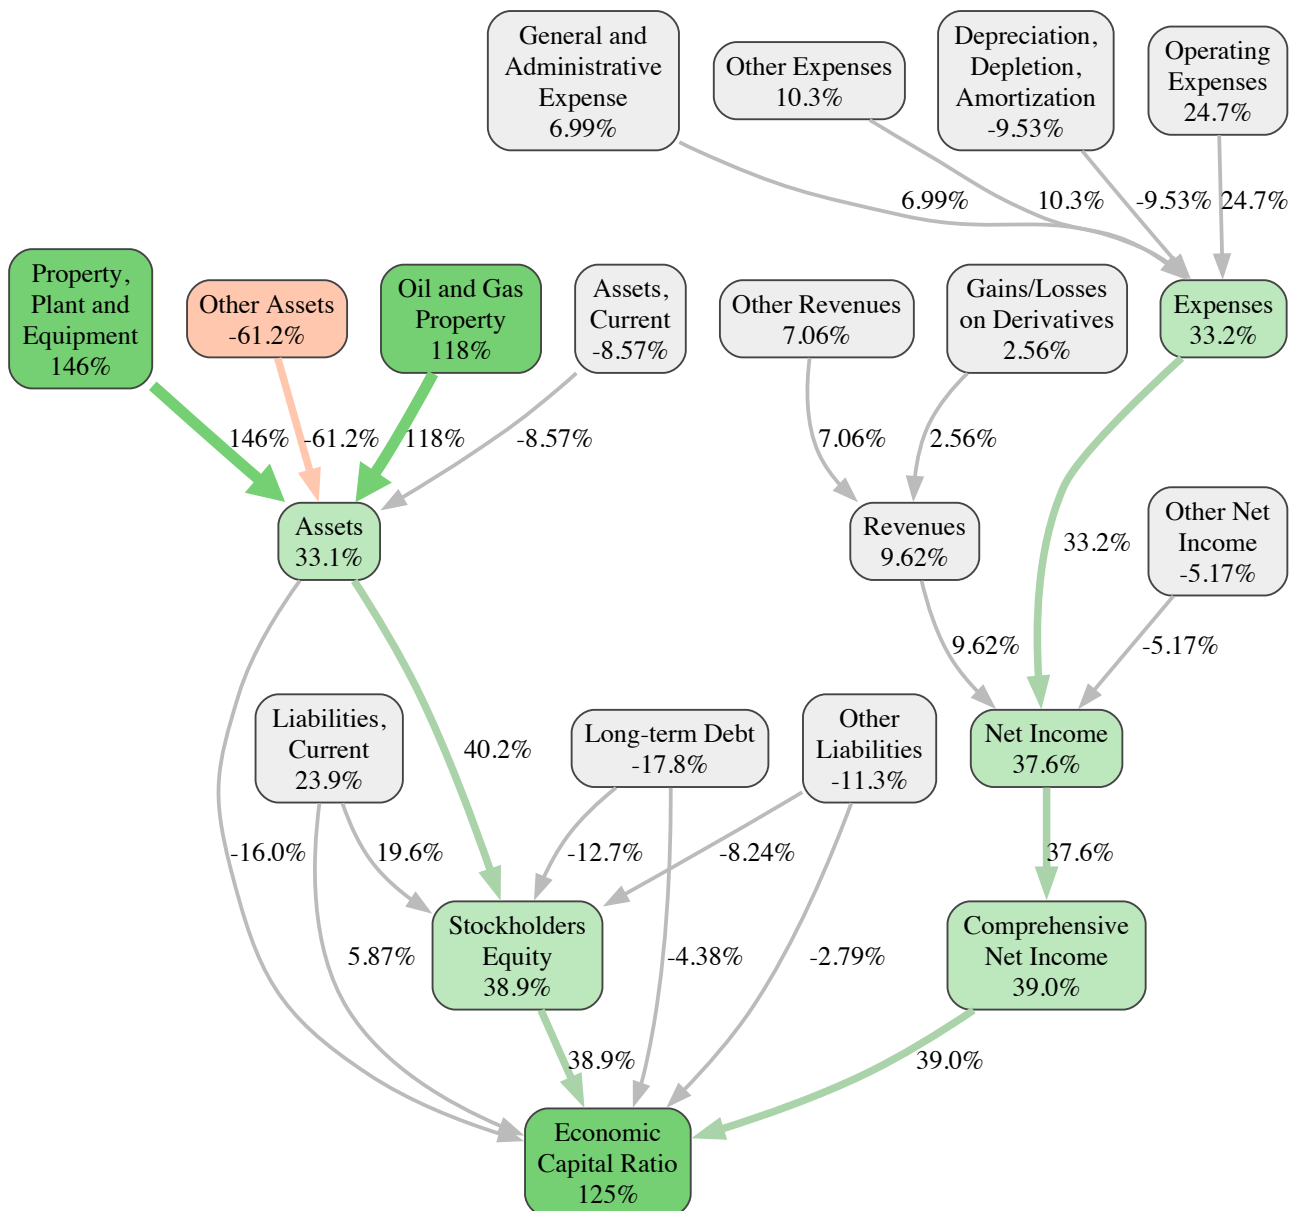 General and
Administrative
Expense
6.99%
Other Expenses
10.3%
Depreciation,
Depletion,
Amortization
-9.53%
Operating
Expenses
24.7%
6.99%
10.3%
-9.53%
24.7%
Property,
Plant and
Equipment
146%
Other Assets
-61.2%
Oil and Gas
Property
118%
Assets,
Current
-8.57%
Other Revenues
7.06%
Gains/Losses
on Derivatives
2.56%
Expenses
33.2%
146%
-61.2%
118%
-8.57%
7.06%
2.56%
Assets
33.1%
Revenues
9.62%
33.2%
Other Net
Income
-5.17%
9.62%
-5.17%
Liabilities,
Current
23.9%
40.2%
Long-term Debt
-17.8%
Other
Liabilities
-11.3%
Net Income
37.6%
-16.0%
19.6%
-12.7%
-8.24%
37.6%
5.87%
Stockholders
Equity
38.9%
-4.38%
-2.79%
Comprehensive
Net Income
39.0%
38.9%
39.0%
Economic
Capital Ratio
125%